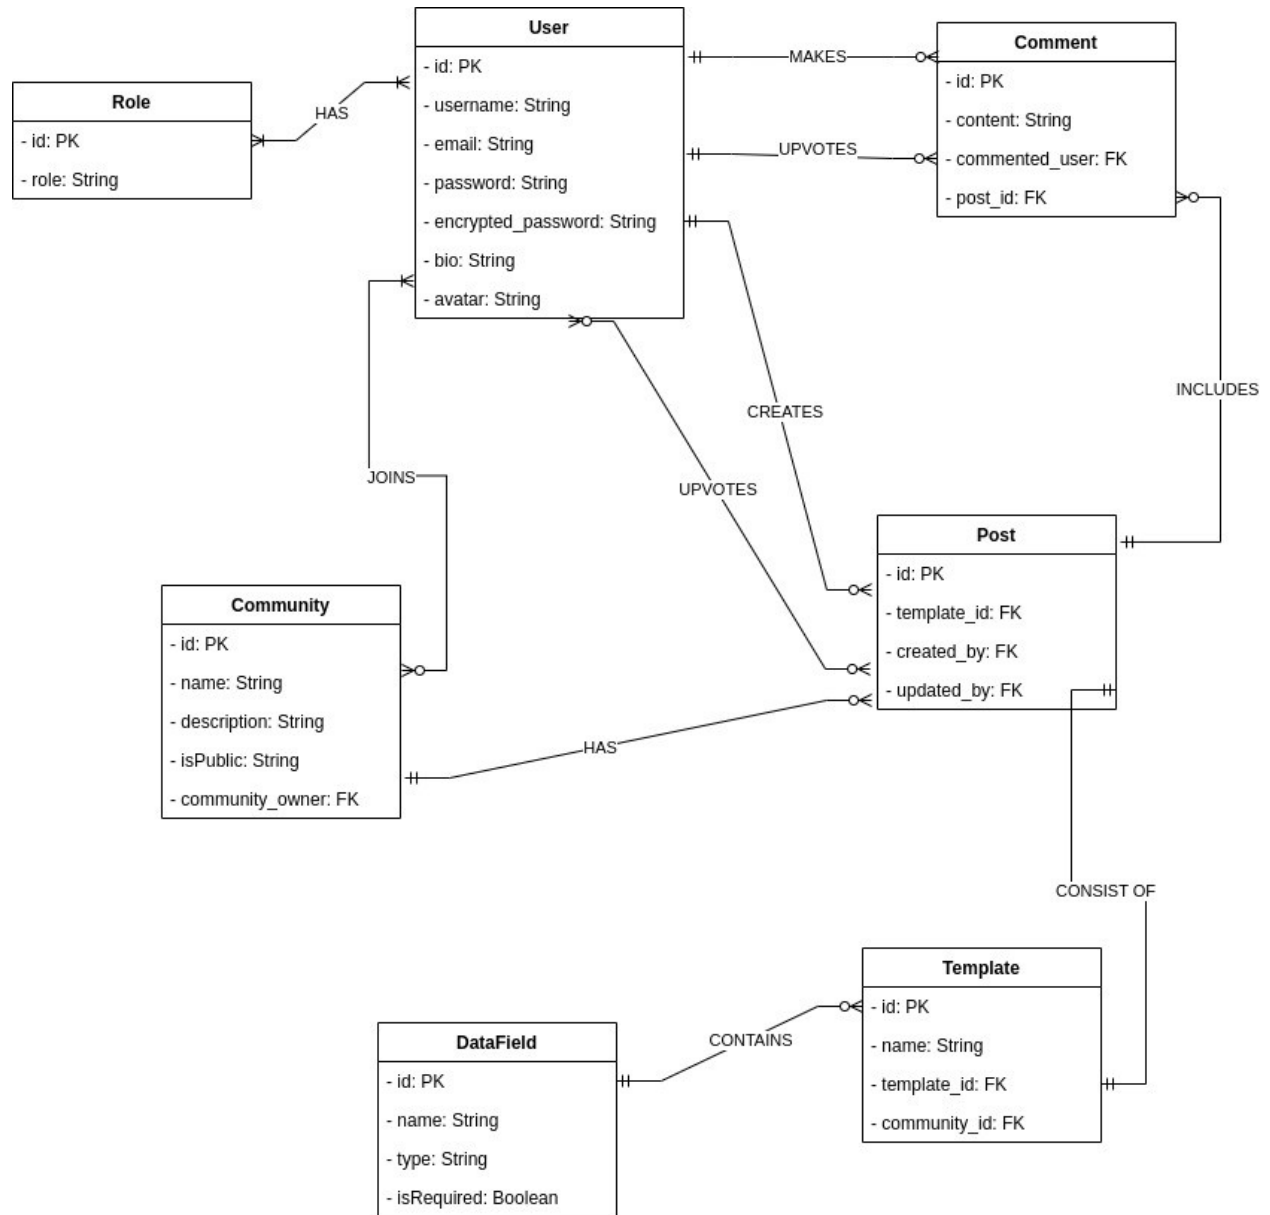 User
- id: PK
- username: String
- email: String
- password: String
- encrypted_password: String
- bio: String
- avatar: String
Comment
- id: PK
- content: String
- commented_user: FK
- post_id: FK
Role
- id: PK
- role: String
HAS
MAKES
UPVOTES
INCLUDES
CREATES
UPVOTES
JOINS
Post
- id: PK
- template_id: FK
- created_by: FK
- updated_by: FK
Community
- id: PK
- name: String
- description: String
- isPublic: String
- community_owner: FK
HAS
CONSIST OF
Template
- id: PK
- name: String
- template_id: FK
- community_id: FK
CONTAINS
DataField
- id: PK
- name: String
- type: String
- isRequired: Boolean